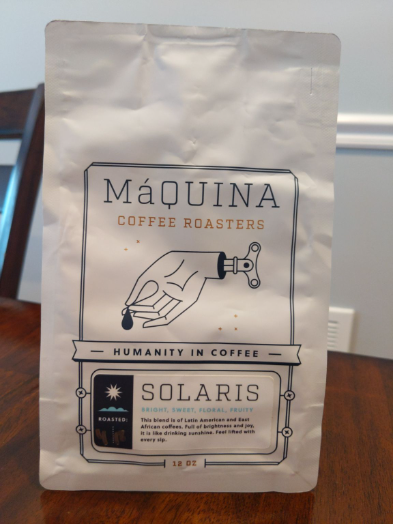 MáQUINA
COFFEE ROASTERS
HUMANITY IN COFFEE
SOLARIS
BRIGHT, SWEET, FLORAL, FRUITY
ROASTED:
This blend is of Latin American and East
African coffees. Full of brightness and joy,
it is like drinking sunshine. Feel lifted with
every sip.
12 OZ